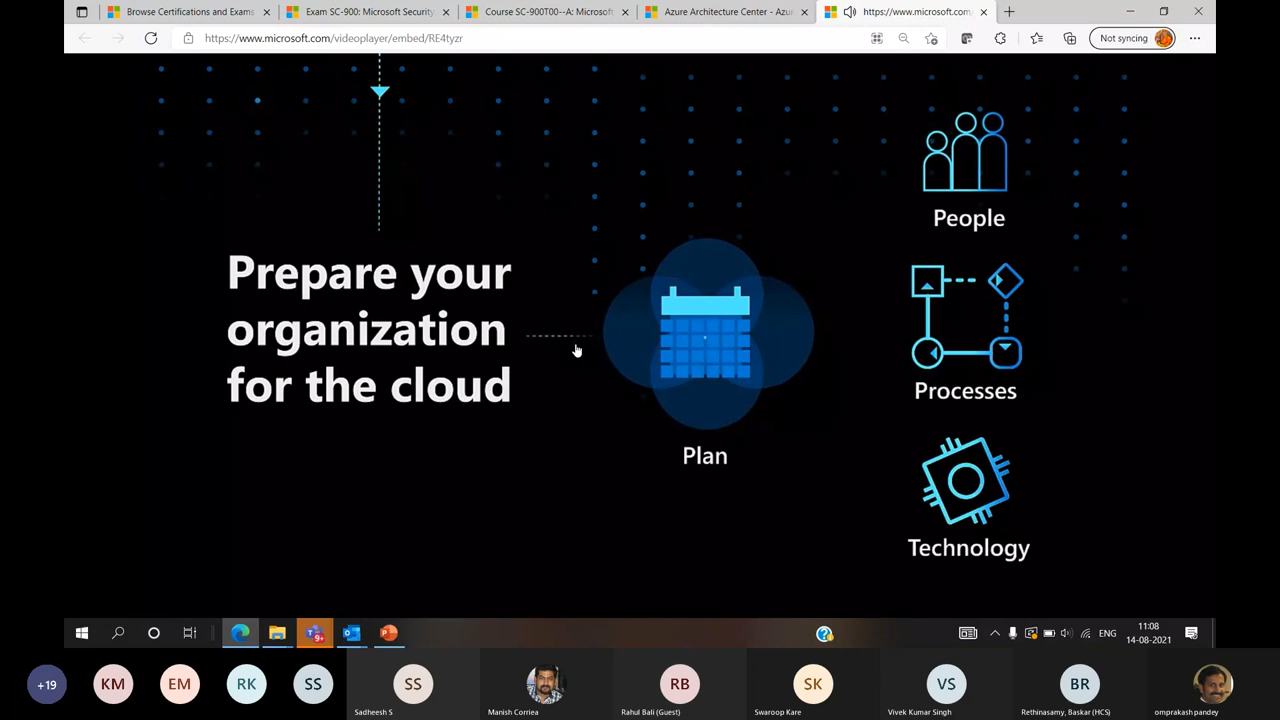 Browse Certifications and Exams
Exam SC-900: Microsoft Security
Course SC-900T00--A: Microsoft
Azure Architecture Center - Azu
https://www.microsoft.com/
https://www.microsoft.com/videoplayer/embed/RE4tyzr
Not syncing
People
Prepare your
organization
for the cloud
Processes
Plan
Technology
9+
ENG
11:08
14-08-2021
+19
KM
EM
RK
SS
SS
RB
SK
VS
BR
Sadheesh S
Manish Corriea
Rahul Bali (Guest)
Swaroop Kare
Vivek Kumar Singh
Rethinasamy, Baskar (HCS)
omprakash pandey